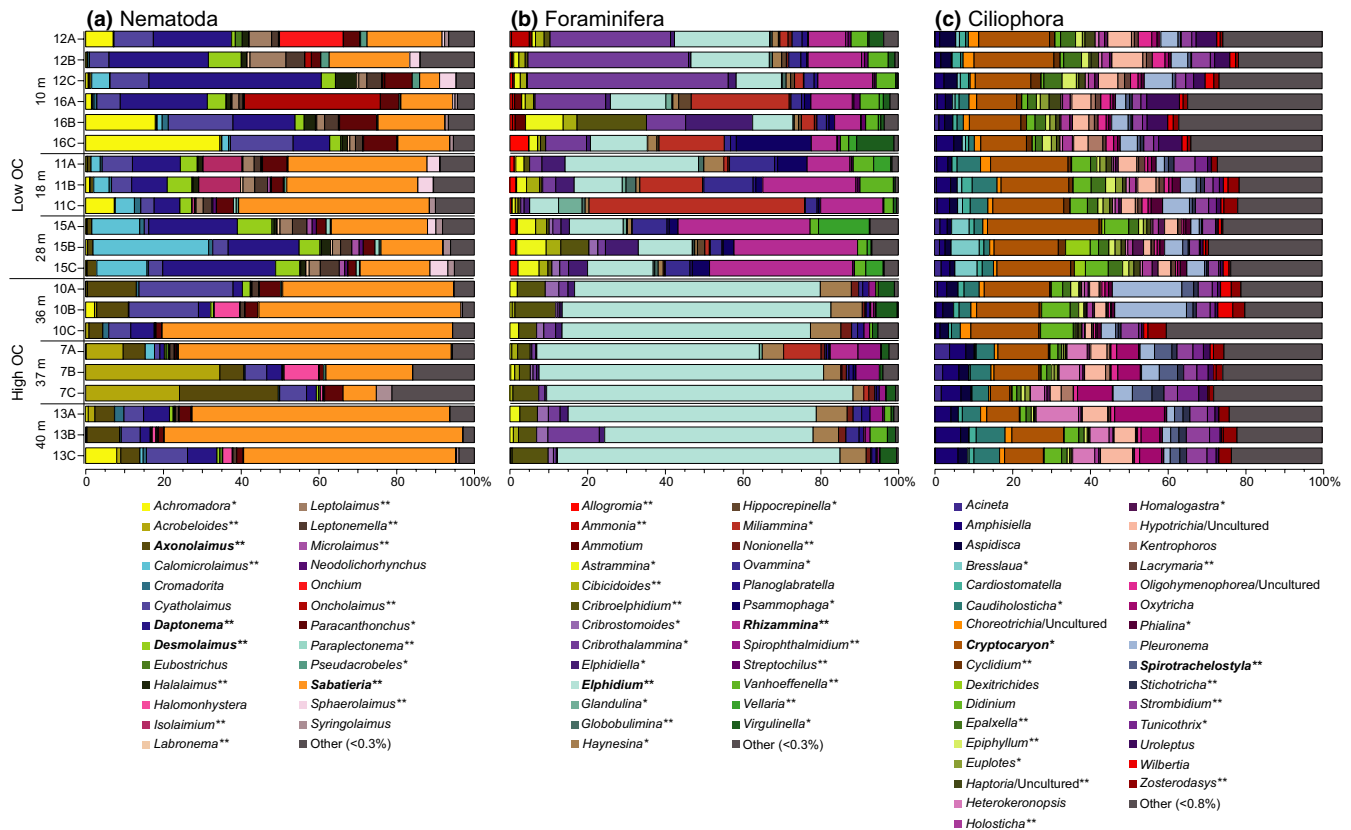 (a) Nematoda
(b) Foraminifera
(c) Ciliophora
Low OC
High OC
10 m
18 m
28 m
36 m
37 m
40 m
12A
12B
12C
16A
16B
16C
11A
11B
11C
15A
15B
15C
10A
10B
10C
7A
7B
7C
13A
13B
13C
0 20 40 60 80 100%
0 20 40 60 80 100%
0 20 40 60 80 100%
Achromadora*
Acrobeloides**
Axonolaimus**
Calomicrolaimus**
Cromadorita
Cyatholaimus
Daptonema**
Desmolaimus**
Eubostrichus
Halalaimus**
Halomonhystera
Isolaimium**
Labronema**
Leptolaimus**
Leptonemella**
Microlaimus**
Neodolichorhynchus
Onchium
Oncholaimus**
Paracanthonchus*
Paraplectonema**
Pseudacrobeles*
Sabatieria**
Sphaerolaimus**
Syringolaimus
Other (<0.3%)
Allogromia**
Ammonia**
Ammotium
Astrammina*
Cibicidoides**
Cribroelphidium**
Cribrostomoides*
Cribrothalammina*
Elphidiella*
Elphidium**
Glandulina*
Globobulimina**
Haynesina*
Hippocrepinella*
Miliammina*
Nonionella**
Ovammina*
Planoglabratella
Psammophaga*
Rhizammina**
Spirophthalmidium**
Streptochilus**
Vanhoeffenella**
Vellaria**
Virgulinella*
Other (<0.3%)
Acineta
Amphisiella
Aspidisca
Bresslaua*
Cardiostomatella
Caudiholosticha*
Choreotrichia/Uncultured
Cryptocaryon*
Cyclidium**
Dexitrichides
Didinium
Epalxella**
Epiphyllum**
Euplotes*
Haptoria/Uncultured**
Heterokeronopsis
Holosticha**
Homalogastra*
Hypotrichia/Uncultured
Kentrophoros
Lacrymaria**
Oligohymenophorea/Uncultured
Oxytricha
Phialina*
Pleuronema
Spirotrachelostyla**
Stichotricha**
Strombidium**
Tunicothrix*
Uroleptus
Wilbertia
Zosterodasys**
Other (<0.8%)